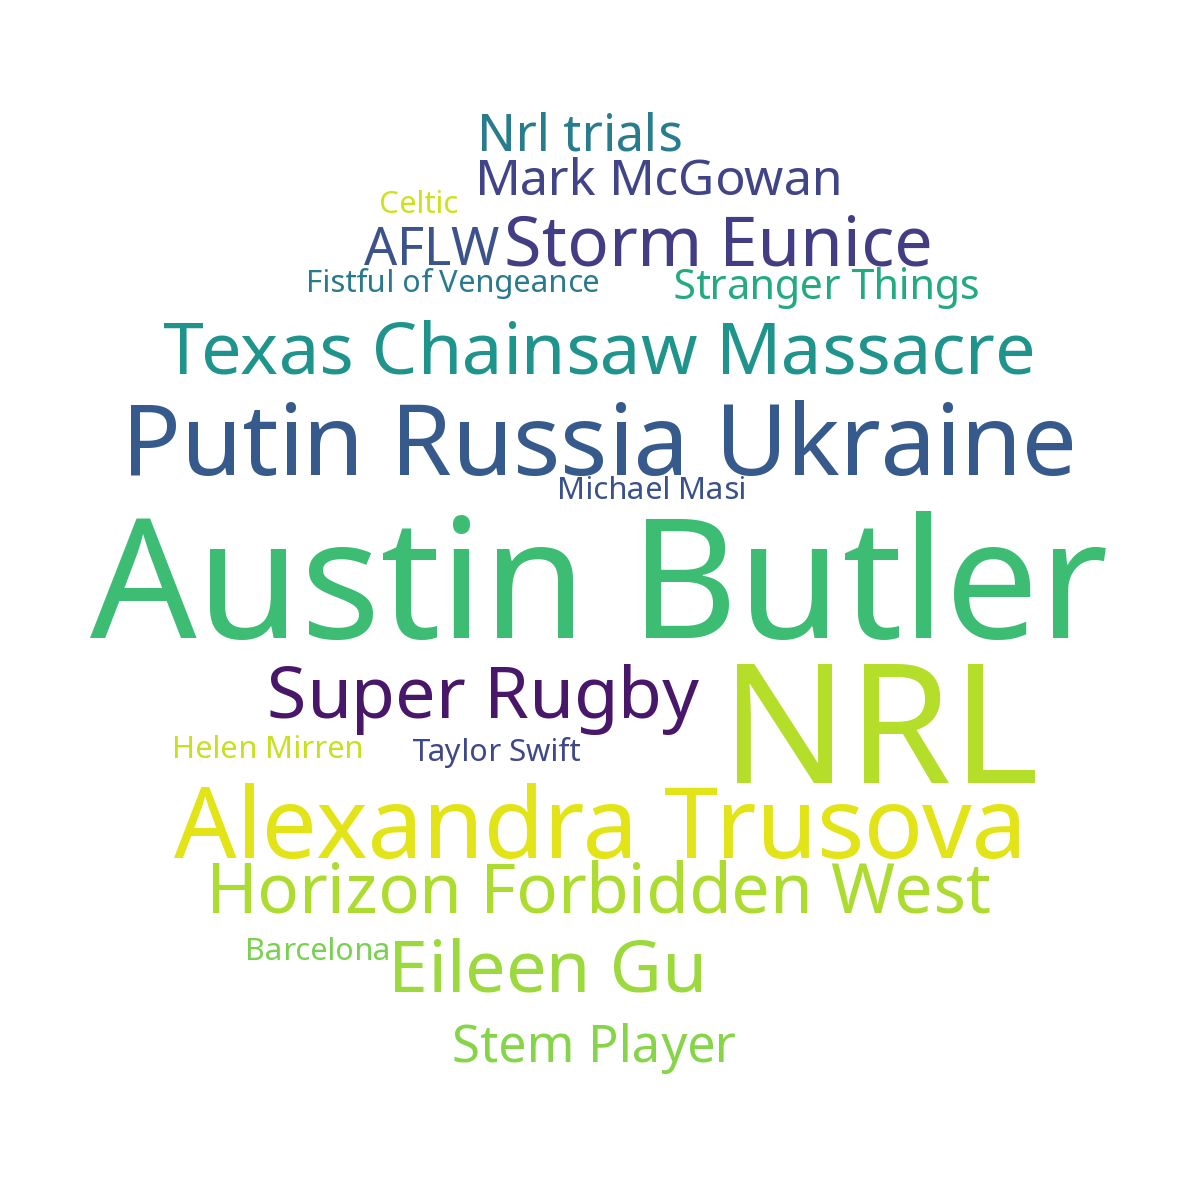 Nrl trials
Mark McGowan
Celtic
AFLW
Storm Eunice
Fistful of Vengeance
Stranger Things
Texas Chainsaw Massacre
Putin Russia Ukraine
Michael Masi
Austin Butler
Super Rugby
NRL
Helen Mirren
Taylor Swift
Alexandra Trusova
Horizon Forbidden West
Barcelona
Eileen Gu
Stem Player